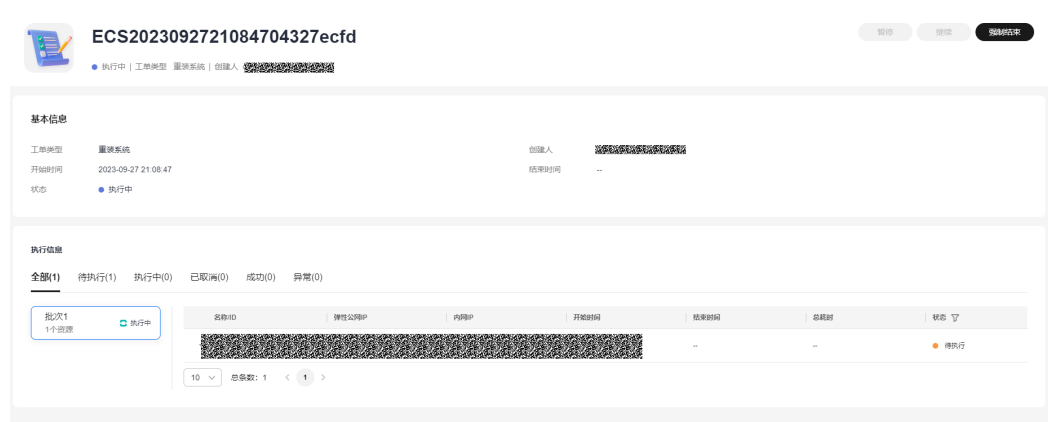 ECS2023092721084704327ecfd
暂停 继续 强制结束
执行中 | 工单类型 重装系统 | 创建人
基本信息
工单类型 重装系统 创建人
开始时间 2023-09-27 21:08:47 结束时间 --
状态 执行中
执行信息
全部(1) 待执行(1) 执行中(0) 已取消(0) 成功(0) 异常(0)
批次1
1个资源
执行中
名称/ID 弹性公网IP 内网IP 开始时间 结束时间 总耗时 状态
-- -- 待执行
10 总条数: 1 < 1 >